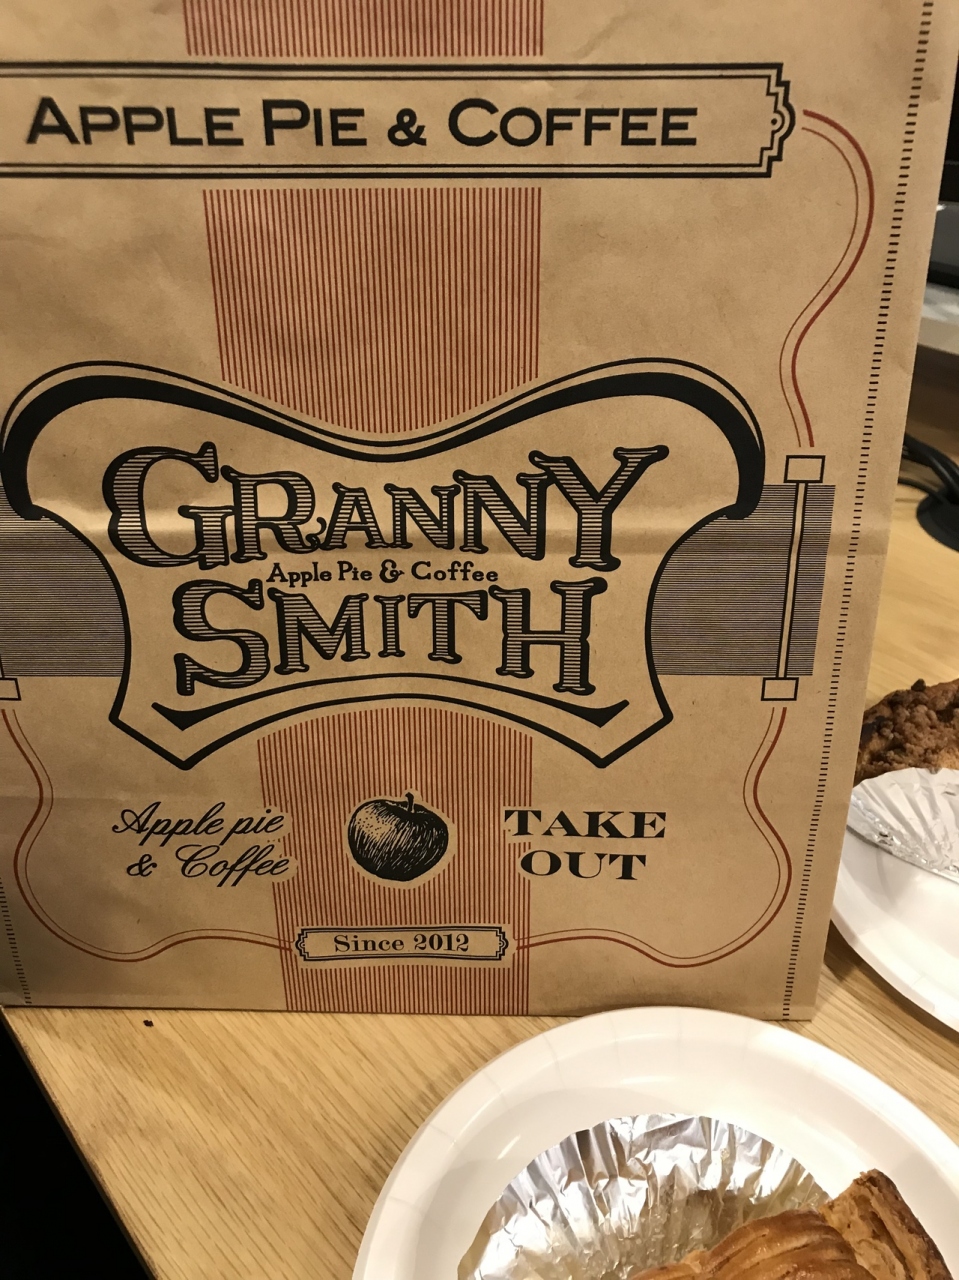 APPLE PIE & COFFEE
GRANNY
Apple Pie & Coffee
SMITH
Apple pie
& Coffee
TAKE
OUT
Since 2012